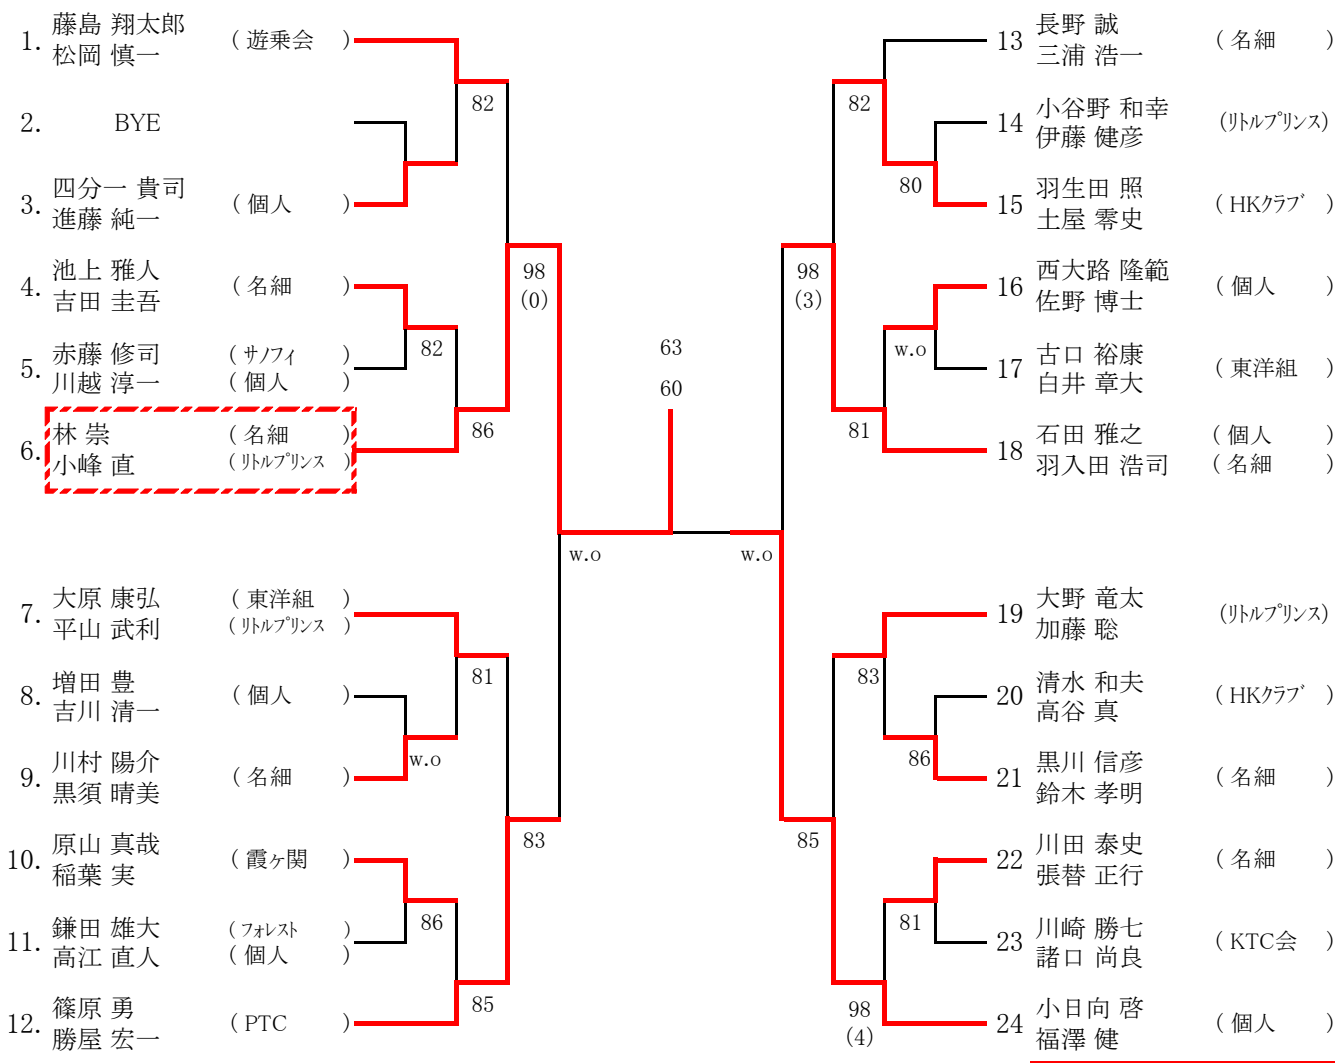 1. 藤島 翔太郎 ( 遊乗会 )
松岡 慎一
82
2. BYE
3. 四分一 貴司 ( 個人 )
進藤 純一
98
(0)
4. 池上 雅人 ( 名細 )
吉田 圭吾
82
5. 赤藤 修司 ( サノフィ )
川越 淳一 ( 個人 )
86
6. 林 崇 ( 名細 )
小峰 直 ( リトルプリンス )
w.o
7. 大原 康弘 ( 東洋組 )
平山 武利 ( リトルプリンス )
81
8. 増田 豊 ( 個人 )
吉川 清一
w.o
9. 川村 陽介 ( 名細 )
黒須 晴美
83
10. 原山 真哉 ( 霞ヶ関 )
稲葉 実
86
11. 鎌田 雄大 ( フォレスト )
高江 直人 ( 個人 )
85
12. 篠原 勇 ( PTC )
勝屋 宏一
63
60
13 長野 誠 ( 名細 )
三浦 浩一
82
14 小谷野 和幸 (リトルプリンス)
伊藤 健彦
80
15 羽生田 照 ( HKクラブ )
土屋 零史
98
(3)
16 西大路 隆範 ( 個人 )
佐野 博士
w.o
17 古口 裕康 ( 東洋組 )
白井 章大
81
18 石田 雅之 ( 個人 )
羽入田 浩司 ( 名細 )
w.o
19 大野 竜太 (リトルプリンス)
加藤 聡
83
20 清水 和夫 ( HKクラブ )
高谷 真
86
21 黒川 信彦 ( 名細 )
鈴木 孝明
85
22 川田 泰史 ( 名細 )
張替 正行
81
23 川崎 勝七 ( KTC会 )
諸口 尚良
98
(4)
24 小日向 啓 ( 個人 )
福澤 健